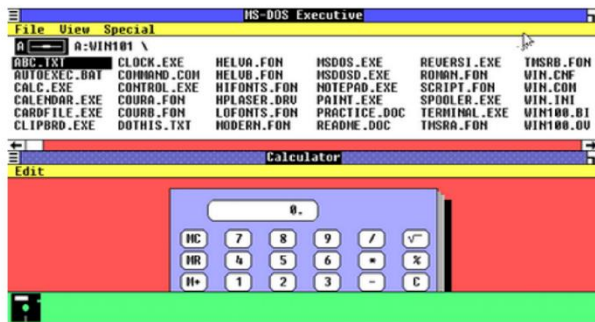 MS-DOS Executive
File View Special
A A:WIN101 \
ABC.TXT CLOCK.EXE HELVA.FON MSDOS.EXE REVERSI.EXE TMSRB.FON
AUTOEXEC.BAT COMMAND.COM HELVB.FON MSDOSD.EXE ROMAN.FON WIN.CNF
CALC.EXE CONTROL.EXE HIFONTS.FON NOTEPAD.EXE SCRIPT.FON WIN.COM
CALENDAR.EXE COURA.FON HPLASER.DRV PAINT.EXE SPOOLER.EXE WIN.INI
CARDFILE.EXE COURB.FON LOFONTS.FON PRACTICE.DOC TERMINAL.EXE WIN100.BI
CLIPBRD.EXE DOTHIS.TXT MODERN.FON README.DOC TMSRA.FON WIN100.OV
Calculator
Edit
0.
MC 7 8 9 / √
MR 4 5 6 * %
M+ 1 2 3 - C